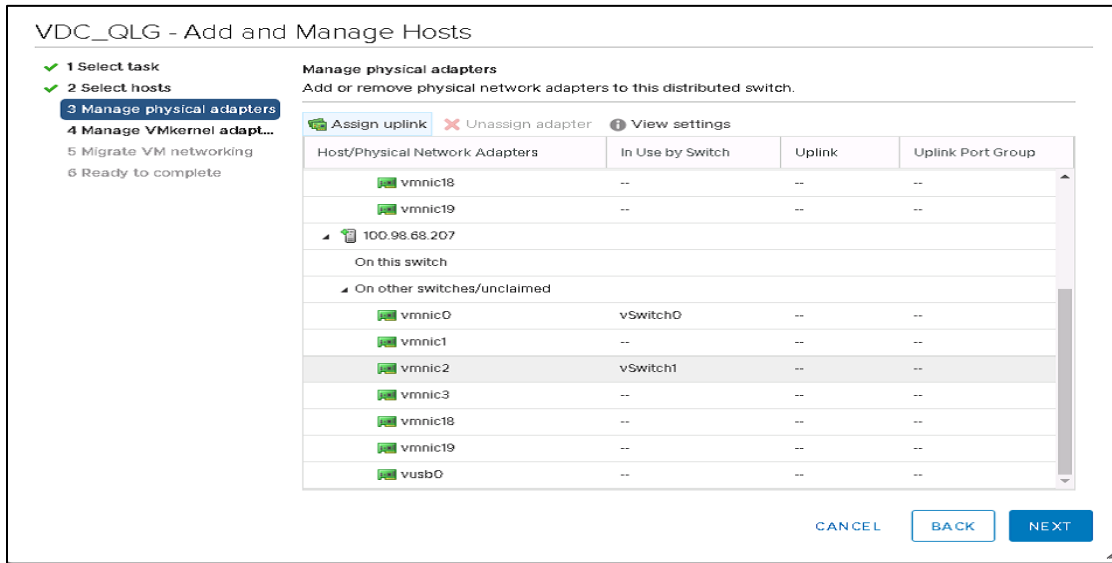 VDC_QLG - Add and Manage Hosts
1 Select task
2 Select hosts
3 Manage physical adapters
4 Manage VMkernel adapt...
5 Migrate VM networking
6 Ready to complete
Manage physical adapters
Add or remove physical network adapters to this distributed switch.
Assign uplink Unassign adapter View settings
Host/Physical Network Adapters In Use by Switch Uplink Uplink Port Group
vmnic18 -- -- --
vmnic19 -- -- --
100.98.68.207
On this switch
On other switches/unclaimed
vmnic0 vSwitch0 -- --
vmnic1 -- -- --
vmnic2 vSwitch1 -- --
vmnic3 -- -- --
vmnic18 -- -- --
vmnic19 -- -- --
vusb0 -- -- --
CANCEL BACK NEXT